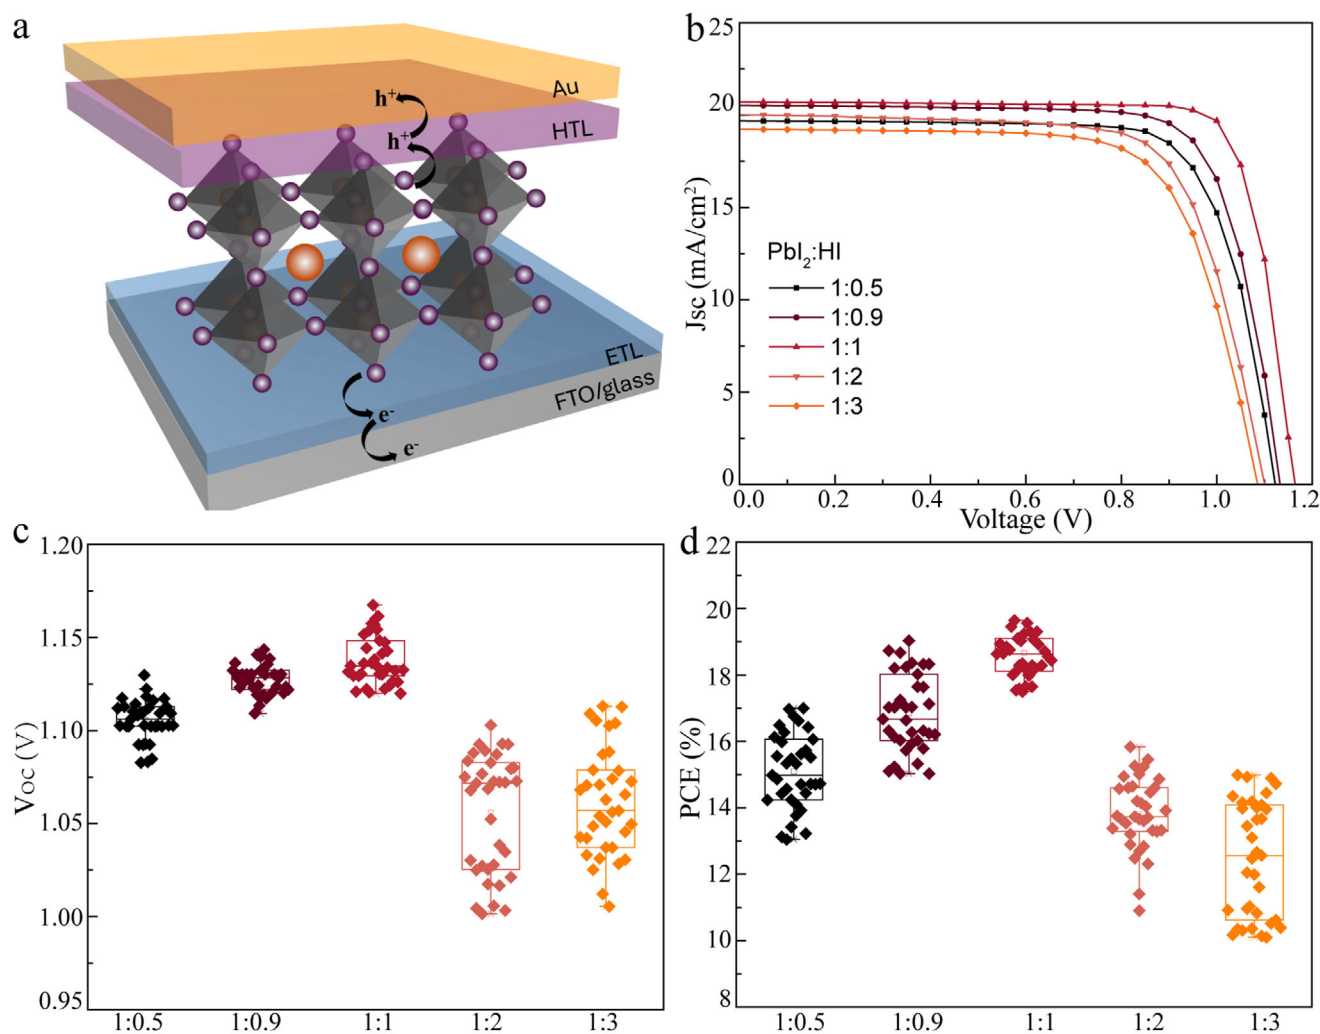 a
Au
h+
HTL
h+
ETL
FTO/glass
e-
e-
b
25
20
15
10
5
0
Jsc (mA/cm²)
PbI₂:HI
1:0.5
1:0.9
1:1
1:2
1:3
0.0 0.2 0.4 0.6 0.8 1.0 1.2
Voltage (V)
c
1.20
1.15
1.10
1.05
1.00
0.95
Voc (V)
1:0.5 1:0.9 1:1 1:2 1:3
d
22
20
18
16
14
12
10
8
PCE (%)
1:0.5 1:0.9 1:1 1:2 1:3